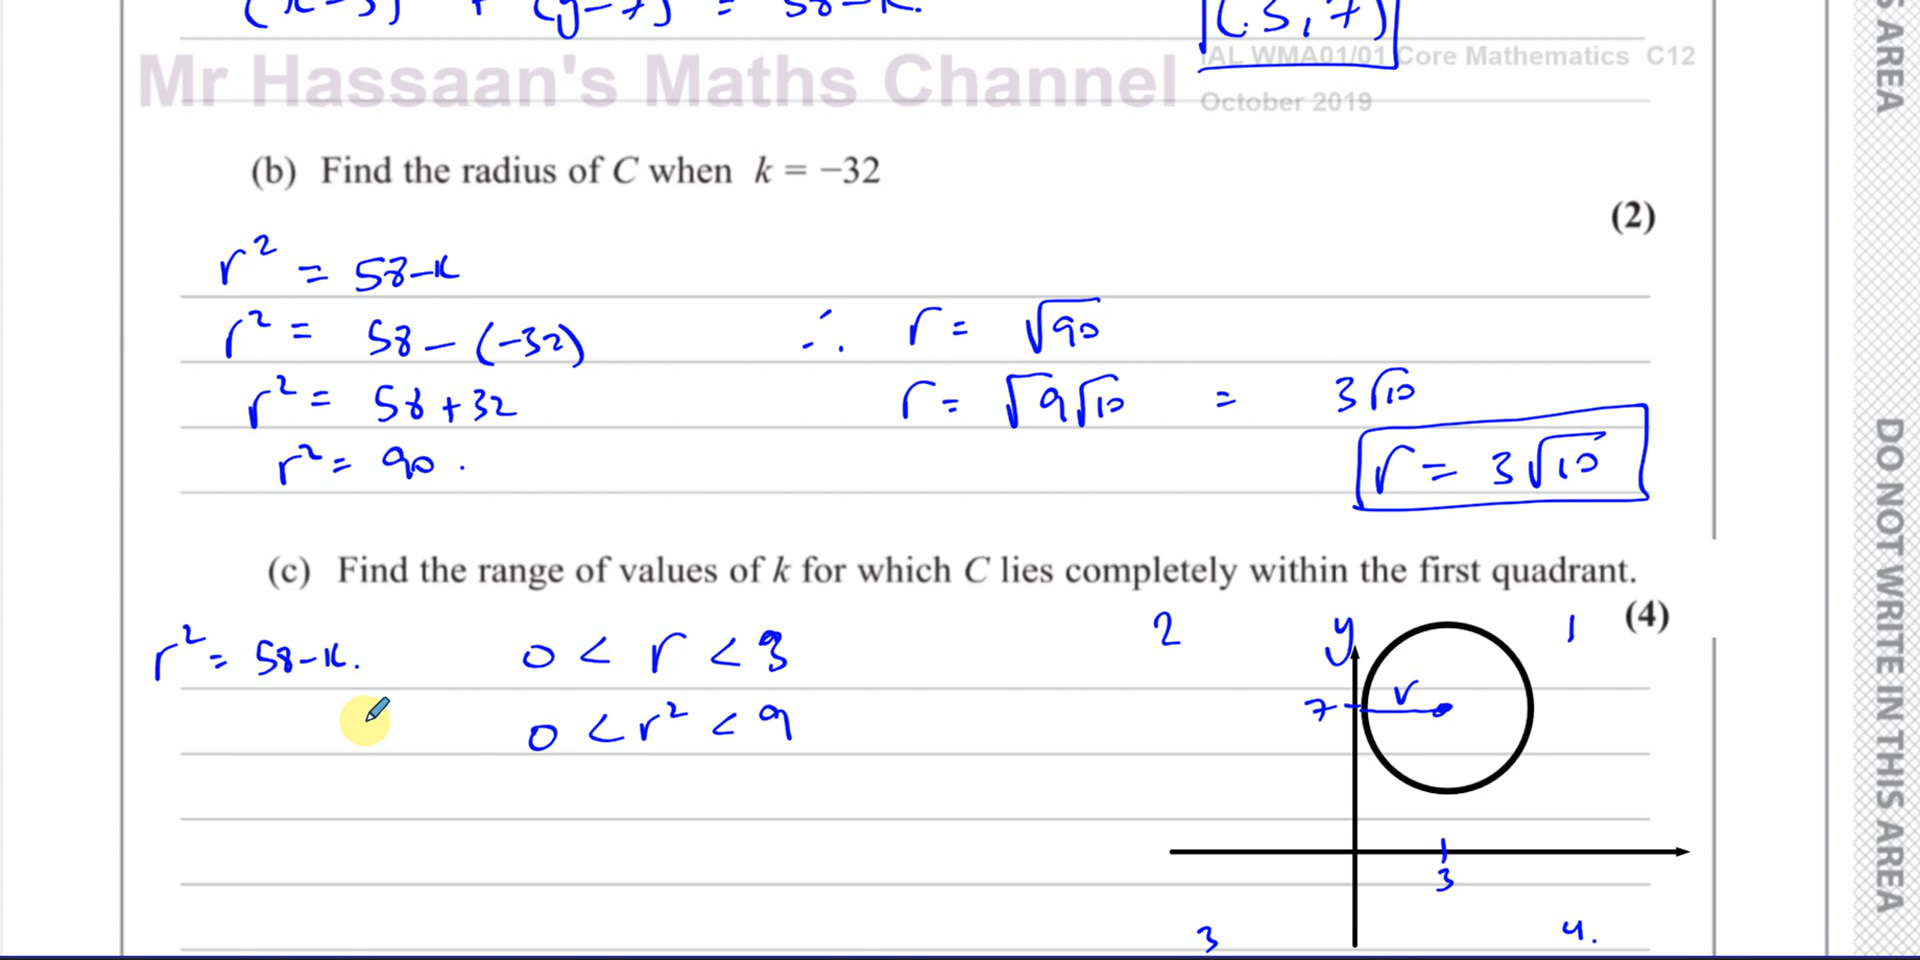 (x-3)² + (y-7)² = 58-k.
(3, 7)
IAL WMA01/01 Core Mathematics C12
Mr Hassaan's Maths Channel
October 2019
S AREA
(b) Find the radius of C when k = −32
(2)
r² = 58-k
r² = 58 - (-32)
∴ r = √90
r² = 58 + 32
r = √9√10 = 3√10
r² = 90.
r = 3√10
(c) Find the range of values of k for which C lies completely within the first quadrant.
(4)
r² = 58-k.
0 < r < 3
0 < r² < 9
2
y
1
7
r
3
3
4.
DO NOT WRITE IN THIS AREA